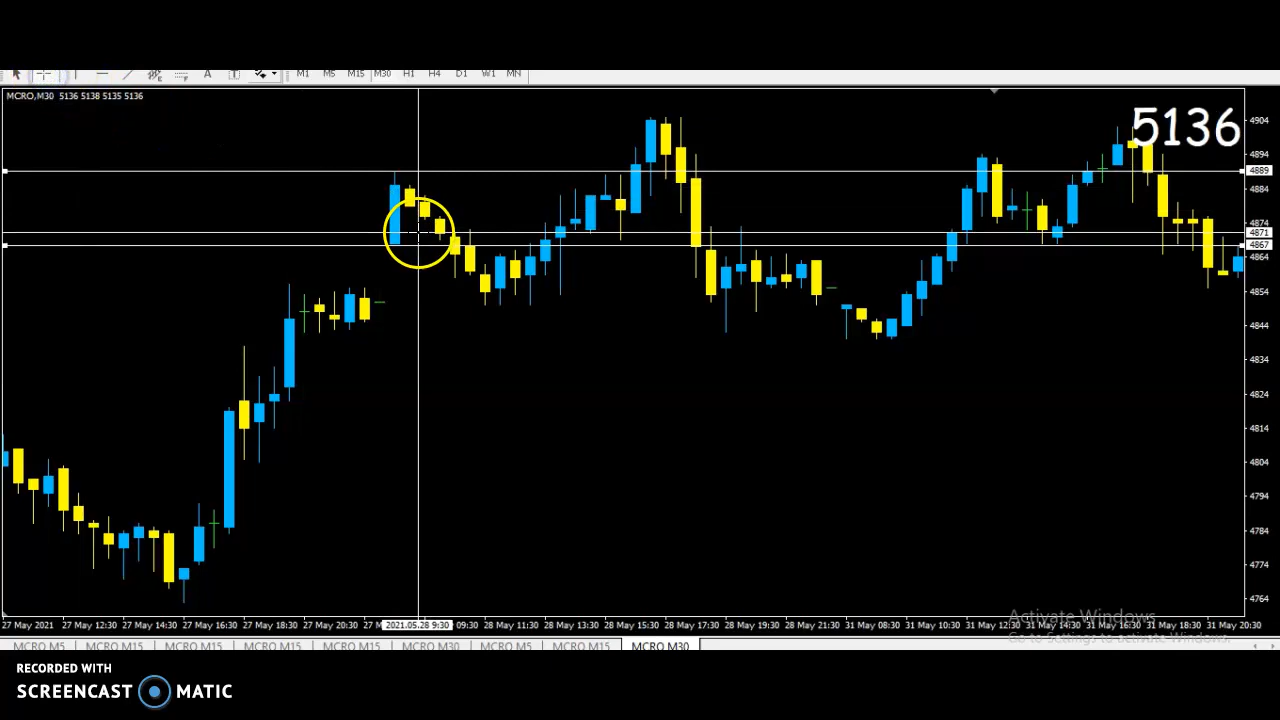 A T M1 M5 M15 M30 H1 H4 D1 W1 MN
MCRO,M30 5136 5138 5135 5136
5136
4904
4894
4889
4884
4874
4871
4867
4864
4854
4844
4834
4824
4814
4804
4794
4784
4774
4764
Activate Windows
Go to Settings to activate Windows.
27 May 2021 27 May 12:30 27 May 14:30 27 May 16:30 27 May 18:30 27 May 20:30 27 M 2021.05.28 9:30 09:30 28 May 11:30 28 May 13:30 28 May 15:30 28 May 17:30 28 May 19:30 28 May 21:30 31 May 08:30 31 May 10:30 31 May 12:30 31 May 14:30 31 May 16:30 31 May 18:30 31 May 20:30
MCRO M5 MCRO M15 MCRO M15 MCRO M15 MCRO M15 MCRO M30 MCRO M5 MCRO M15 MCRO M30
RECORDED WITH
SCREENCAST MATIC